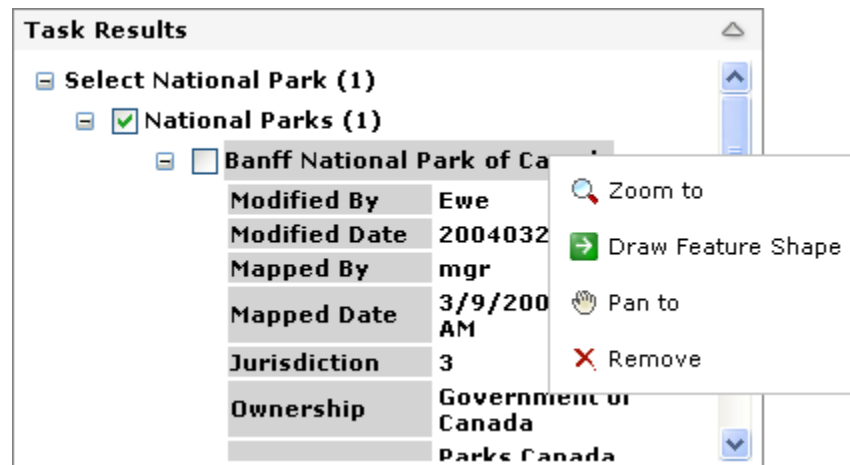 Task Results
Select National Park (1)
National Parks (1)
Banff National Park of
Modified By Ewe
Modified Date 2004032
Mapped By mgr
Mapped Date 3/9/200
AM
Jurisdiction 3
Ownership Government of
Canada
Parks Canada
Zoom to
Draw Feature Shape
Pan to
Remove